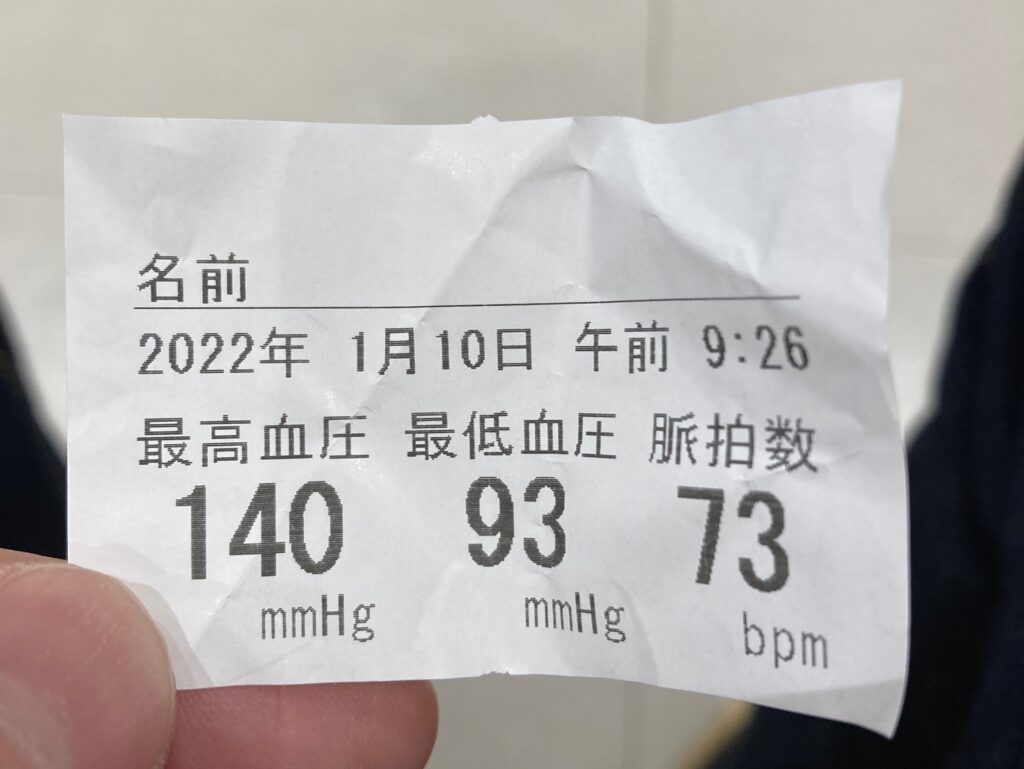 名前
2022年 1月10日 午前 9:26
最高血圧 最低血圧 脈拍数
140 93 73
mmHg mmHg bpm